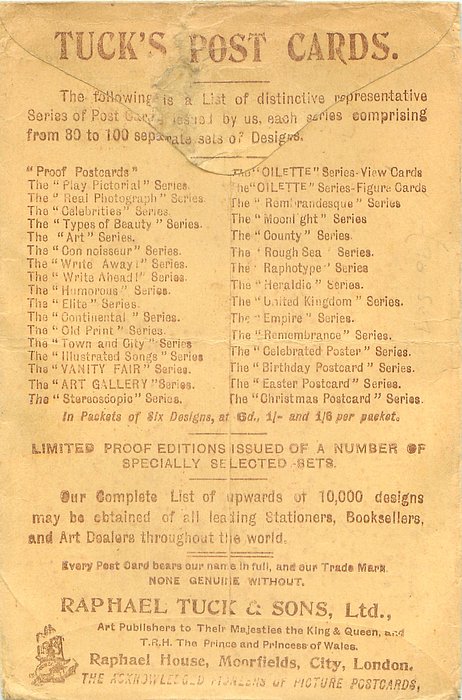 TUCK'S POST CARDS.
The following is a List of distinctive representative
Series of Post Cards issued by us, each series comprising
from 80 to 100 separate sets of Designs.
"Proof Postcards"
The "Play Pictorial" Series.
The "Real Photograph" Series.
The "Celebrities" Series.
The "Types of Beauty" Series.
The "Art" Series.
The "Connoisseur" Series.
The "Write Away!" Series.
The "Write Ahead!" Series.
The "Humorous" Series.
The "Elite" Series.
The "Continental" Series.
The "Old Print" Series.
The "Town and City" Series
The "Illustrated Songs" Series
The "VANITY FAIR" Series.
The "ART GALLERY" Series.
The "Stereoscopic" Series.
The "OILETTE" Series-View Cards
The "OILETTE" Series-Figure Cards
The "Rembrandesque" Series
The "Moonlight" Series
The "County" Series.
The "Rough Sea" Series.
The "Raphotype" Series
The "Heraldic" Series.
The "United Kingdom" Series.
The "Empire" Series.
The "Remembrance" Series.
The "Celebrated Poster" Series.
The "Birthday Postcard" Series.
The "Easter Postcard" Series.
The "Christmas Postcard" Series.
In Packets of Six Designs, at 6d., 1/- and 1/6 per packet.
LIMITED PROOF EDITIONS ISSUED OF A NUMBER OF
SPECIALLY SELECTED SETS.
Our Complete List of upwards of 10,000 designs
may be obtained of all leading Stationers, Booksellers,
and Art Dealers throughout the world.
Every Post Card bears our name in full, and our Trade Mark.
NONE GENUINE WITHOUT.
RAPHAEL TUCK & SONS, Ltd.,
Art Publishers to Their Majesties the King & Queen, and
T.R.H. The Prince and Princess of Wales.
Raphael House, Moorfields, City, London.
THE ACKNOWLEDGED PIONEERS OF PICTURE POSTCARDS,